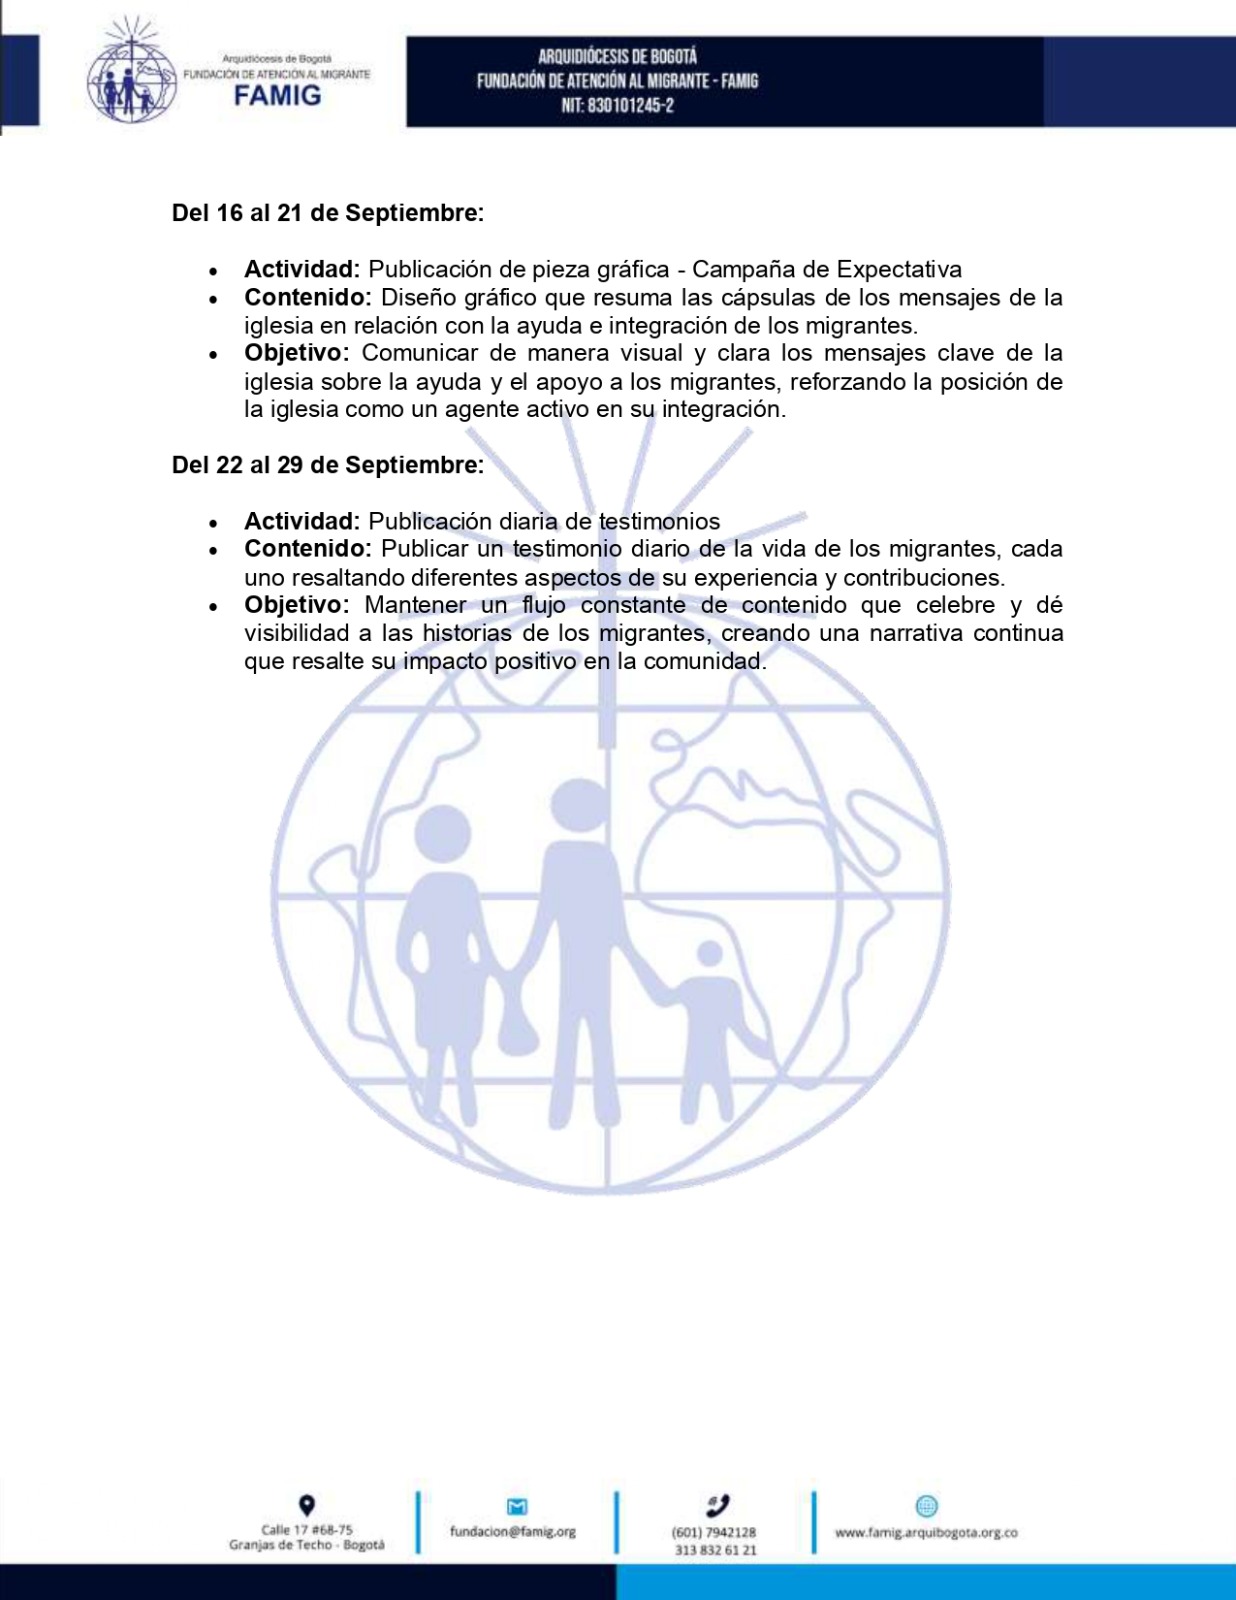 Arquidiócesis de Bogotá
FUNDACIÓN DE ATENCIÓN AL MIGRANTE
FAMIG
ARQUIDIÓCESIS DE BOGOTÁ
FUNDACIÓN DE ATENCIÓN AL MIGRANTE - FAMIG
NIT: 830101245-2
Del 16 al 21 de Septiembre:
• Actividad: Publicación de pieza gráfica - Campaña de Expectativa
• Contenido: Diseño gráfico que resuma las cápsulas de los mensajes de la
iglesia en relación con la ayuda e integración de los migrantes.
• Objetivo: Comunicar de manera visual y clara los mensajes clave de la
iglesia sobre la ayuda y el apoyo a los migrantes, reforzando la posición de
la iglesia como un agente activo en su integración.
Del 22 al 29 de Septiembre:
• Actividad: Publicación diaria de testimonios
• Contenido: Publicar un testimonio diario de la vida de los migrantes, cada
uno resaltando diferentes aspectos de su experiencia y contribuciones.
• Objetivo: Mantener un flujo constante de contenido que celebre y dé
visibilidad a las historias de los migrantes, creando una narrativa continua
que resalte su impacto positivo en la comunidad.
Calle 17 #68-75
Granjas de Techo - Bogotá
fundacion@famig.org
(601) 7942128
313 832 61 21
www.famig.arquibogota.org.co